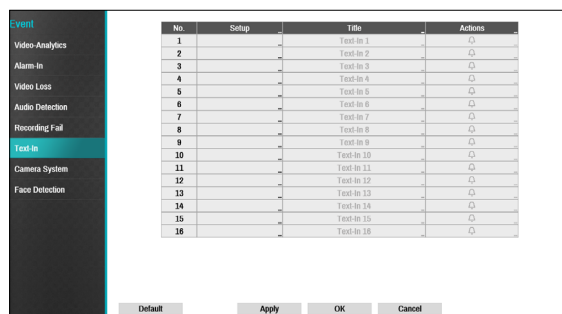 Event
Video-Analytics
Alarm-In
Video Loss
Audio Detection
Recording Fail
Text-In
Camera System
Face Detection
No. Setup Title Actions
1 Text-In 1
2 Text-In 2
3 Text-In 3
4 Text-In 4
5 Text-In 5
6 Text-In 6
7 Text-In 7
8 Text-In 8
9 Text-In 9
10 Text-In 10
11 Text-In 11
12 Text-In 12
13 Text-In 13
14 Text-In 14
15 Text-In 15
16 Text-In 16
Default Apply OK Cancel